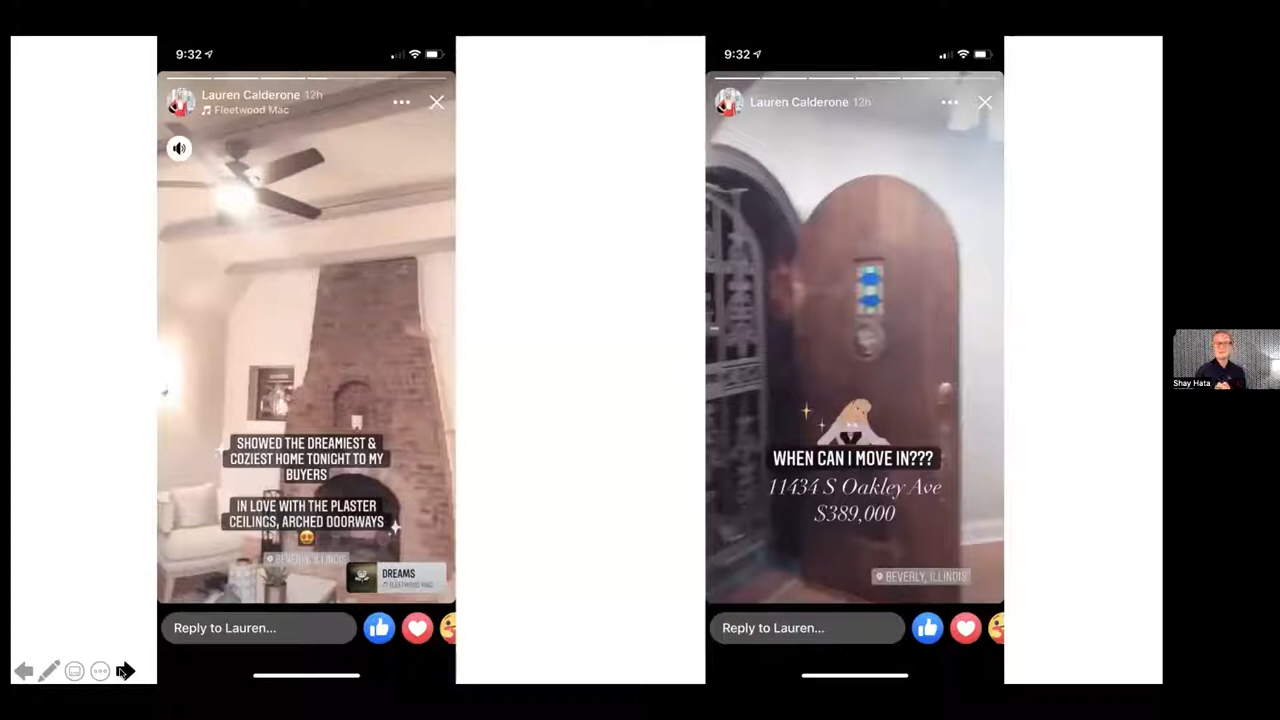 9:32
Lauren Calderone 12h
Fleetwood Mac
SHOWED THE DREAMIEST &
COZIEST HOME TONIGHT TO MY
BUYERS
IN LOVE WITH THE PLASTER
CEILINGS, ARCHED DOORWAYS
BEVERLY, ILLINOIS
DREAMS
FLEETWOOD MAC
Reply to Lauren...
9:32
Lauren Calderone 12h
WHEN CAN I MOVE IN???
11434 S Oakley Ave
$389,000
BEVERLY, ILLINOIS
Reply to Lauren...
Shay Hata